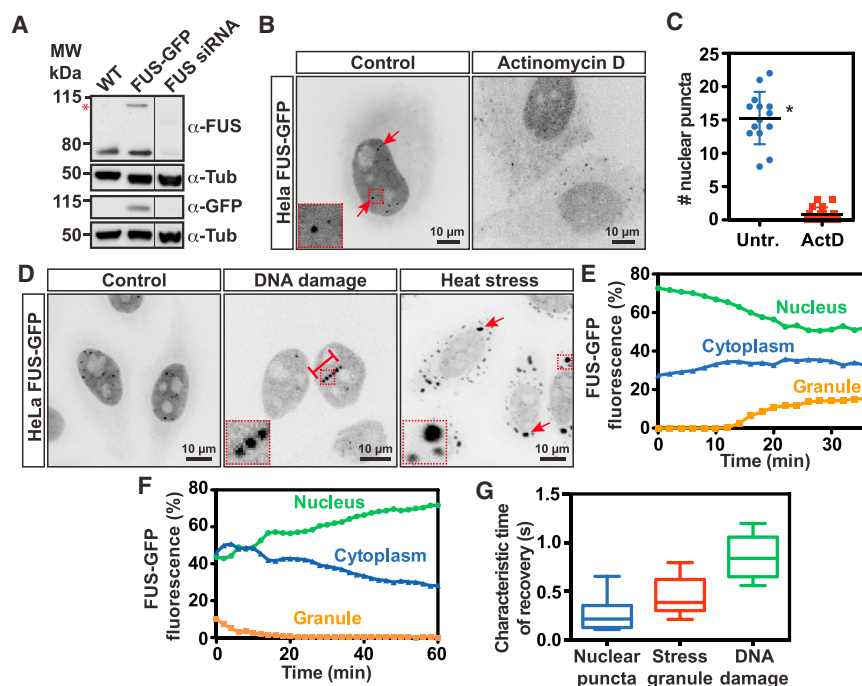 A
MW
kDa
WT
FUS-GFP
FUS siRNA
115
*
80
α-FUS
50
α-Tub
115
α-GFP
50
α-Tub
B
Control
Actinomycin D
Hela FUS-GFP
10 µm
10 µm
C
# nuclear puncta
25
20
15
10
5
0
*
Untr.
ActD
D
Control
DNA damage
Heat stress
HeLa FUS-GFP
10 µm
10 µm
10 µm
E
FUS-GFP
fluorescence (%)
80
60
40
20
0
Nucleus
Cytoplasm
Granule
0
10
20
30
Time (min)
F
FUS-GFP
fluorescence (%)
80
60
40
20
0
Nucleus
Cytoplasm
Granule
0
20
40
60
Time (min)
G
Characteristic time
of recovery (s)
1.5
1.0
0.5
0.0
Nuclear
puncta
Stress
granule
DNA
damage